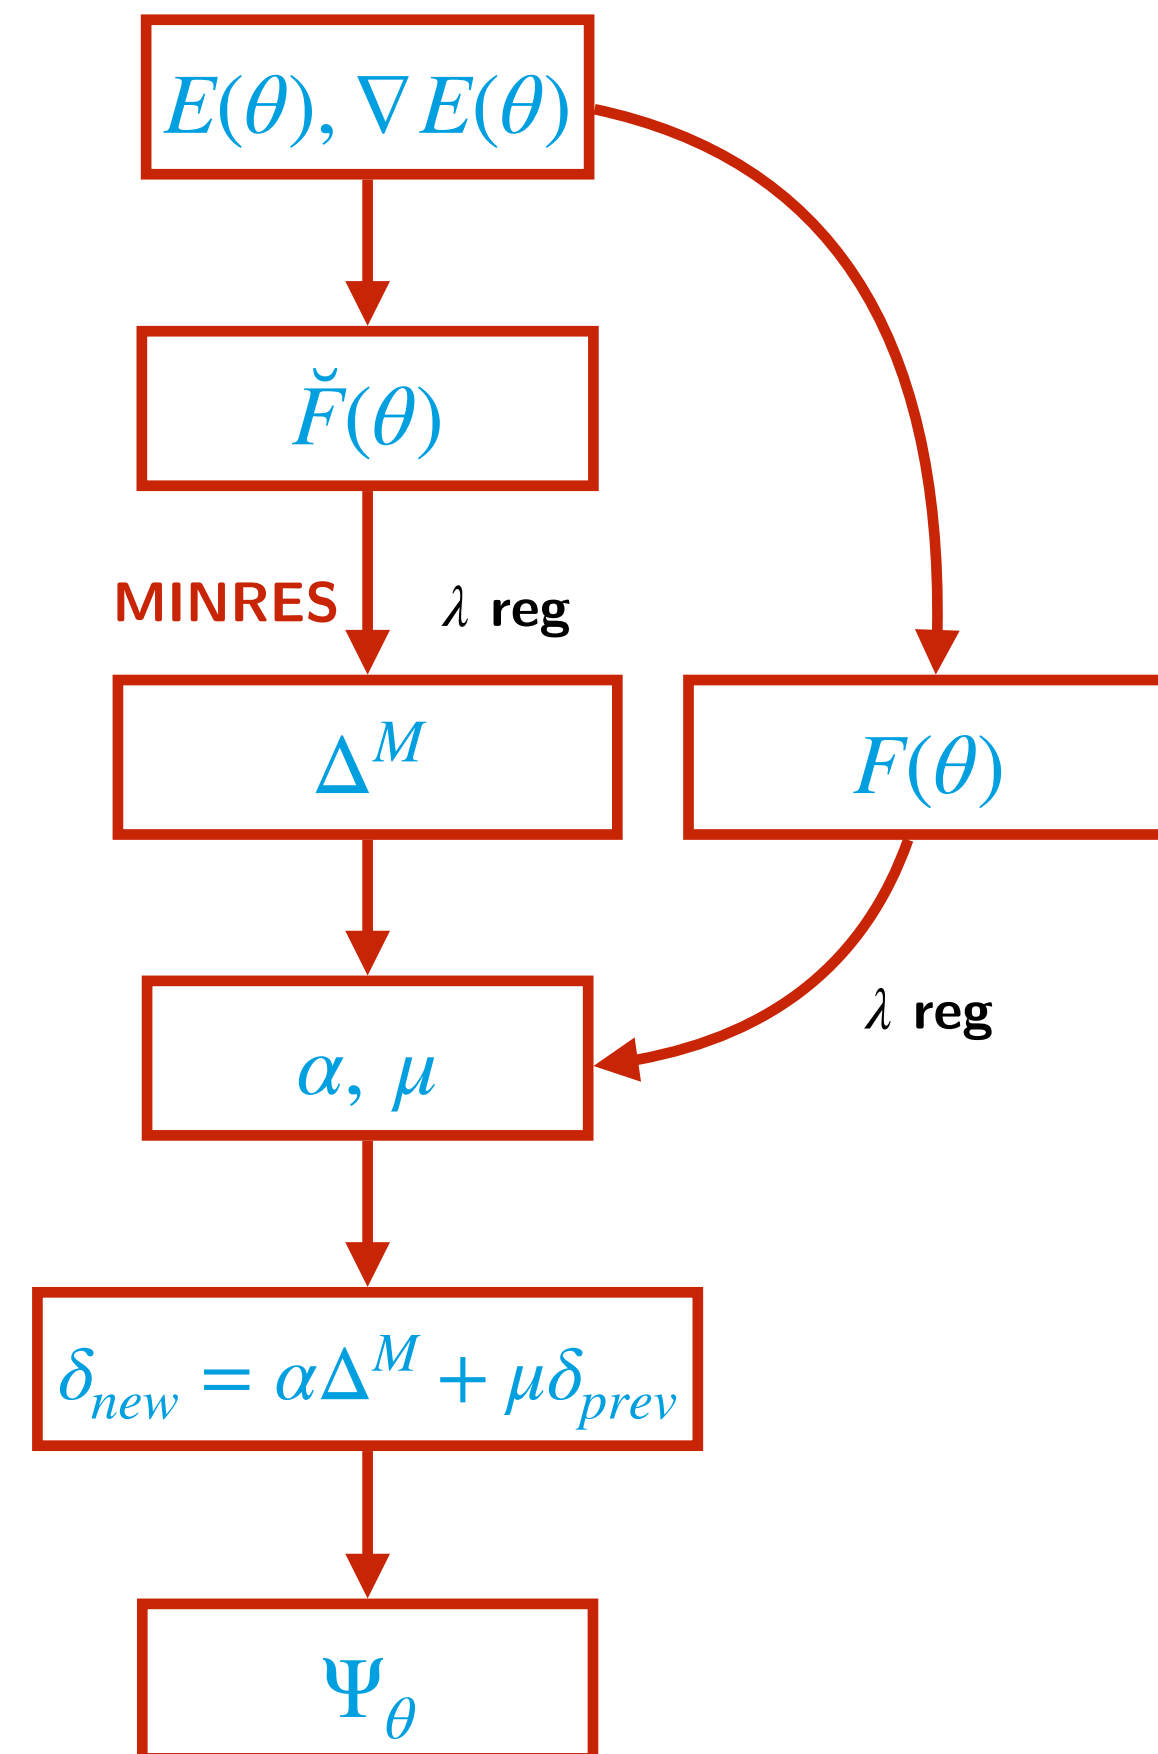 E(θ), ∇E(θ)
F̆(θ)
MINRES
λ reg
Δ^M
F(θ)
λ reg
α, μ
δ_new = αΔ^M + μδ_prev
Ψ_θ